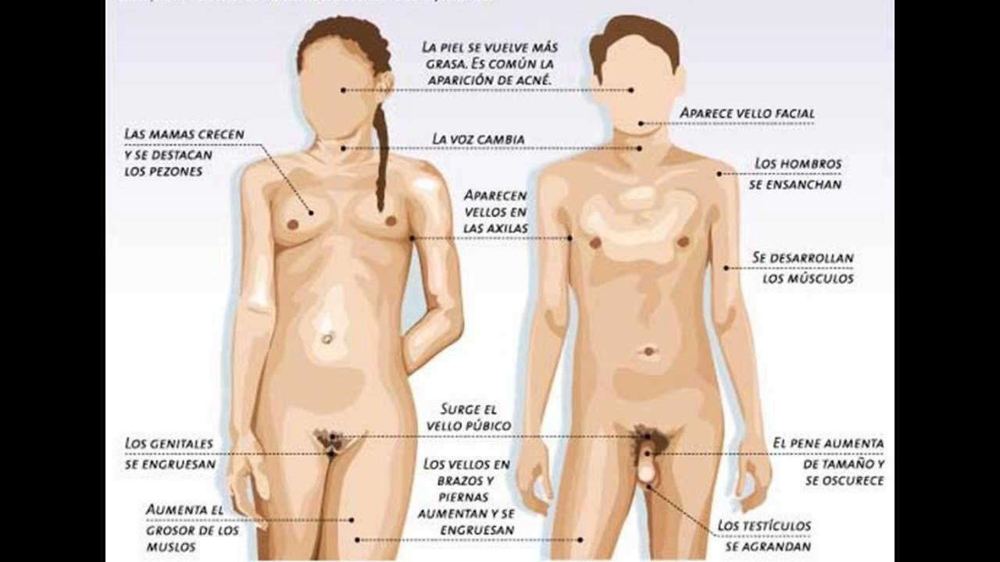 LA PIEL SE VUELVE MÁS
GRASA. ES COMÚN LA
APARICIÓN DE ACNÉ.
APARECE VELLO FACIAL
LAS MAMAS CRECEN
Y SE DESTACAN
LOS PEZONES
LA VOZ CAMBIA
LOS HOMBROS
SE ENSANCHAN
APARECEN
VELLOS EN
LAS AXILAS
SE DESARROLLAN
LOS MÚSCULOS
SURGE EL
VELLO PÚBICO
LOS GENITALES
SE ENGRUESAN
EL PENE AUMENTA
DE TAMAÑO Y
SE OSCURECE
LOS VELLOS EN
BRAZOS Y
PIERNAS
AUMENTAN Y SE
ENGRUESAN
AUMENTA EL
GROSOR DE LOS
MUSLOS
LOS TESTÍCULOS
SE AGRANDAN